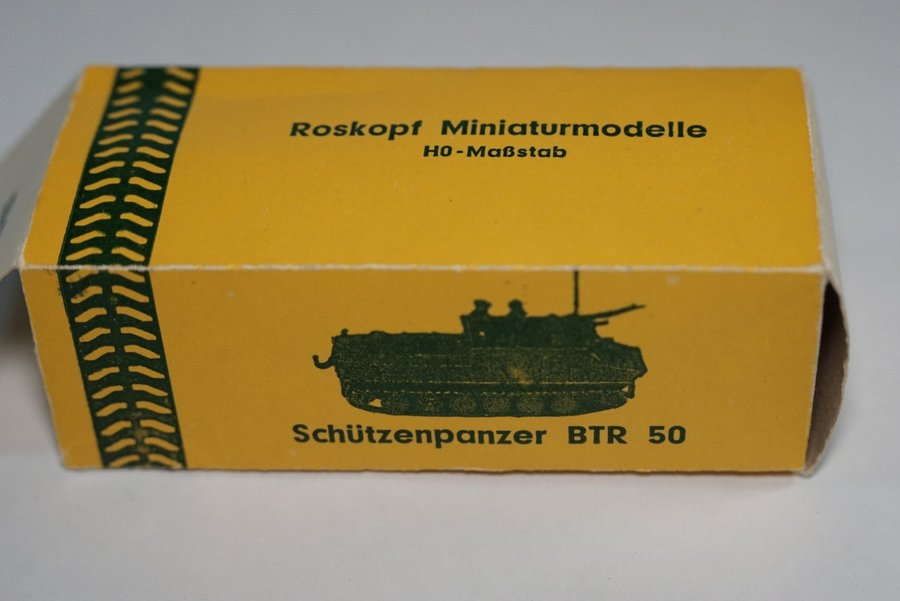 Roskopf Miniaturmodelle
H0-Maßstab
Schützenpanzer BTR 50